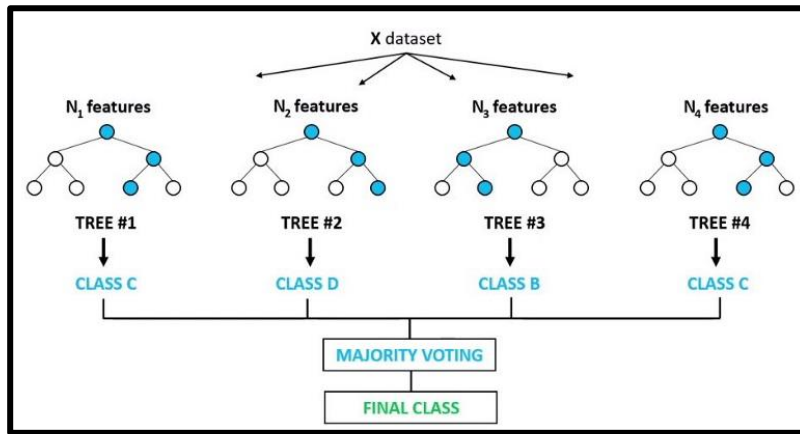 X dataset
N₁ features
N₂ features
N₃ features
N₄ features
TREE #1
TREE #2
TREE #3
TREE #4
CLASS C
CLASS D
CLASS B
CLASS C
MAJORITY VOTING
FINAL CLASS